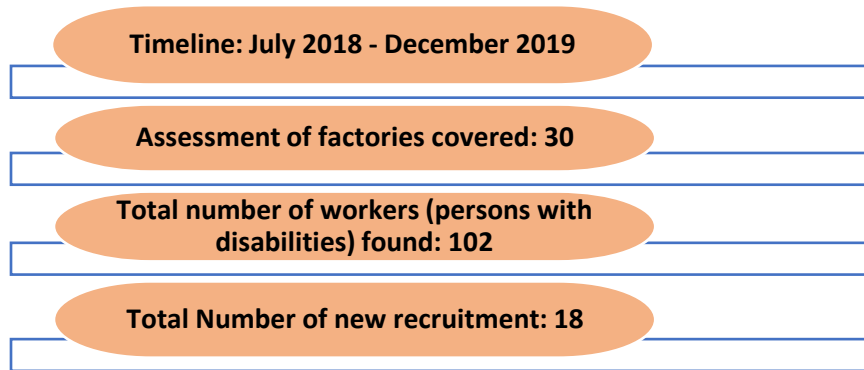 Timeline: July 2018 - December 2019
Assessment of factories covered: 30
Total number of workers (persons with
disabilities) found: 102
Total Number of new recruitment: 18